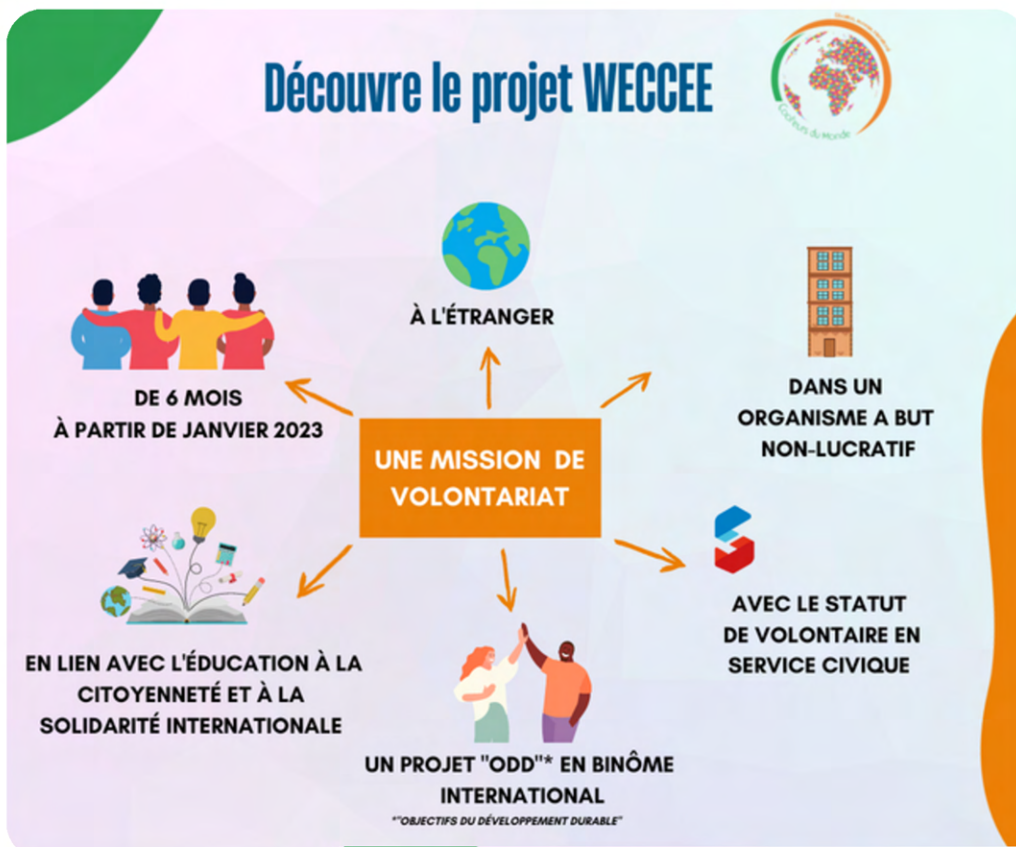 Découvre le projet WECCEE
Coopteurs du Monde
À L'ÉTRANGER
DE 6 MOIS
À PARTIR DE JANVIER 2023
DANS UN
ORGANISME A BUT
NON-LUCRATIF
UNE MISSION DE
VOLONTARIAT
EN LIEN AVEC L'ÉDUCATION À LA
CITOYENNETÉ ET À LA
SOLIDARITÉ INTERNATIONALE
AVEC LE STATUT
DE VOLONTAIRE EN
SERVICE CIVIQUE
UN PROJET "ODD"* EN BINÔME
INTERNATIONAL
*"OBJECTIFS DU DÉVELOPPEMENT DURABLE"